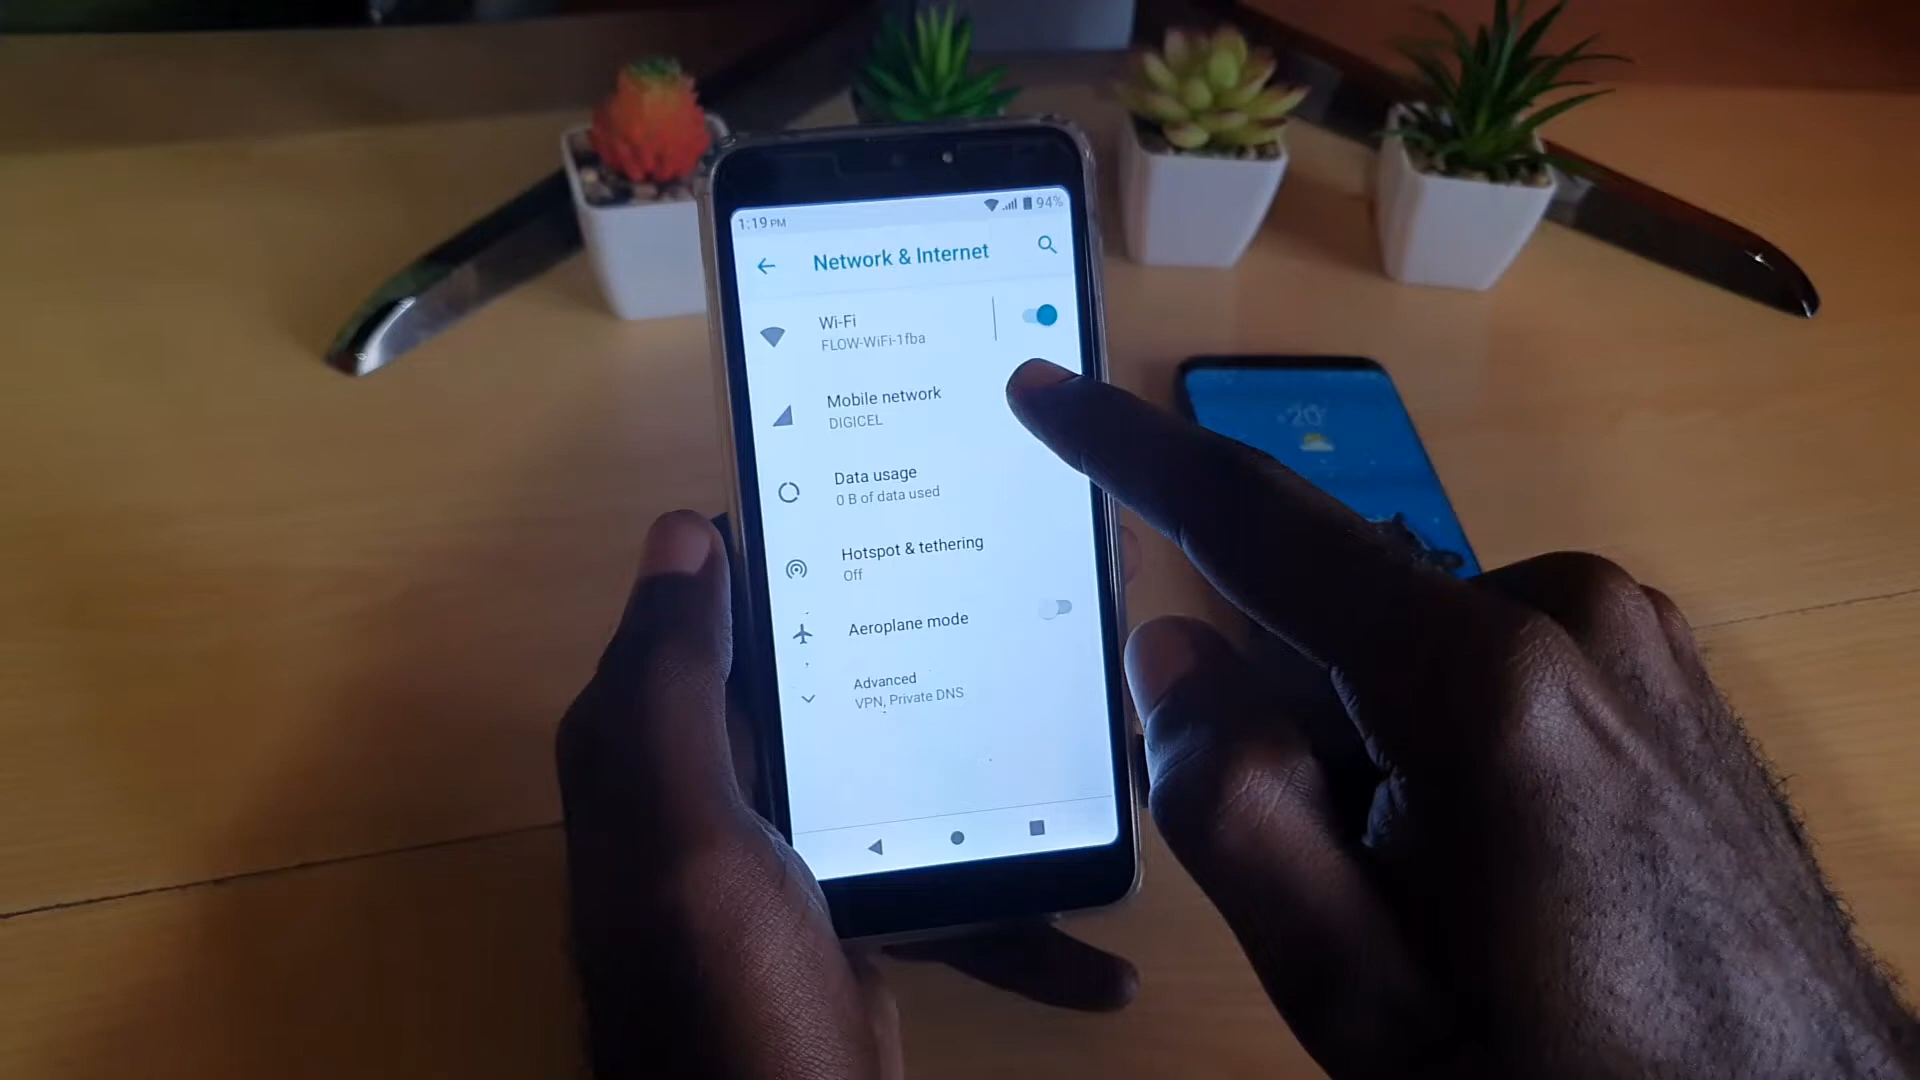 1:19 PM
94%
Network & Internet
Wi-Fi
FLOW-WiFi-1fba
Mobile network
DIGICEL
Data usage
0 B of data used
Hotspot & tethering
Off
Aeroplane mode
Advanced
VPN, Private DNS
20°